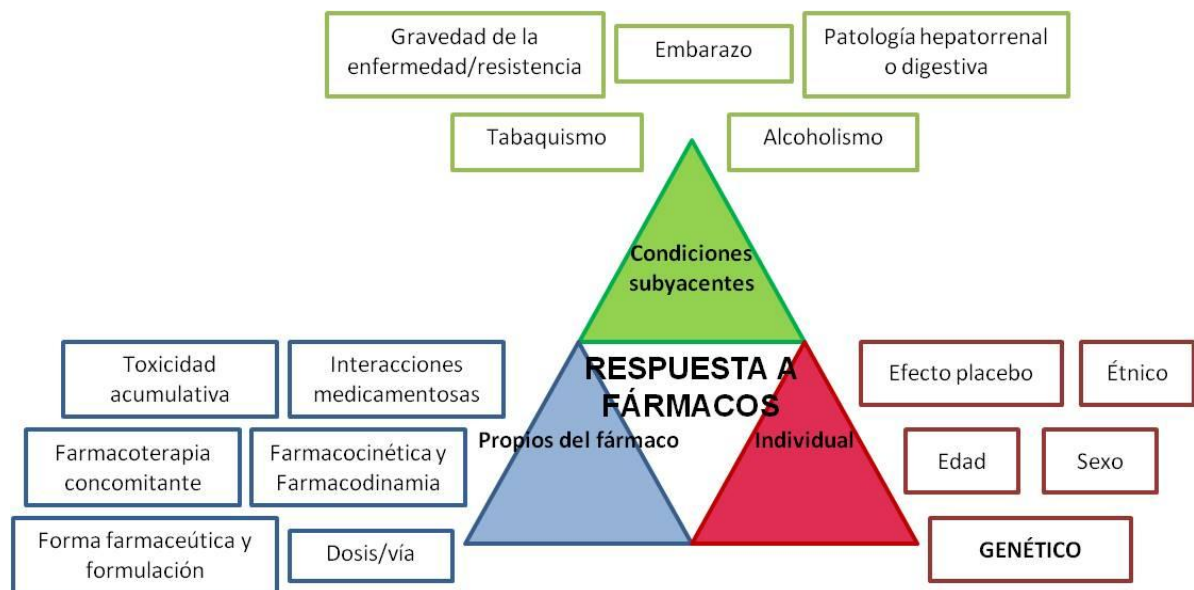 Gravedad de la
enfermedad/resistencia
Embarazo
Patología hepatorrenal
o digestiva
Tabaquismo
Alcoholismo
Condiciones
subyacentes
Toxicidad
acumulativa
Interacciones
medicamentosas
RESPUESTA A
FÁRMACOS
Efecto placebo
Étnico
Farmacoterapia
concomitante
Farmacocinética y
Farmacodinamia
Propios del fármaco
Individual
Edad
Sexo
Forma farmaceútica y
formulación
Dosis/vía
GENÉTICO